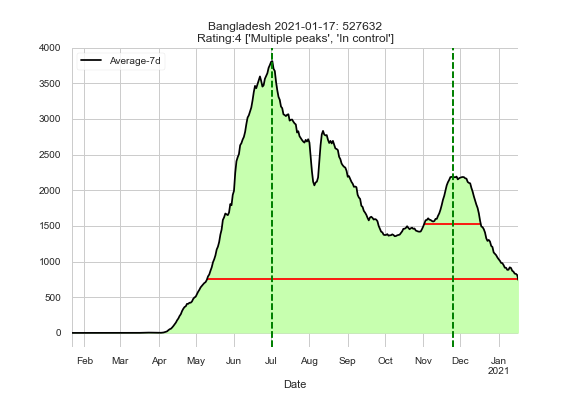 Bangladesh 2021-01-17: 527632
Rating:4 ['Multiple peaks', 'In control']
Average-7d
4000
3500
3000
2500
2000
1500
1000
500
0
Feb Mar Apr May Jun Jul Aug Sep Oct Nov Dec Jan
2021
Date